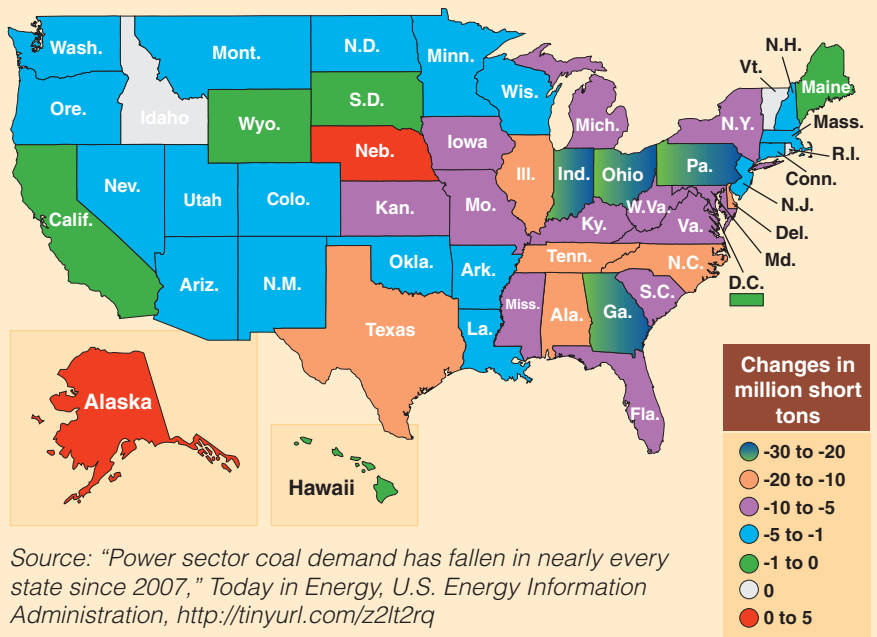 Wash.
Mont.
N.D.
Minn.
N.H.
Vt.
Maine
Ore.
Idaho
Wyo.
S.D.
Wis.
Mich.
N.Y.
Mass.
R.I.
Conn.
N.J.
Del.
Md.
D.C.
Neb.
Iowa
Ill.
Ind.
Ohio
Pa.
Nev.
Utah
Colo.
Kan.
Mo.
Ky.
W.Va.
Va.
Calif.
Ariz.
N.M.
Okla.
Ark.
Tenn.
N.C.
S.C.
Texas
La.
Miss.
Ala.
Ga.
Fla.
Alaska
Hawaii
Changes in
million short
tons
-30 to -20
-20 to -10
-10 to -5
-5 to -1
-1 to 0
0
0 to 5
Source: “Power sector coal demand has fallen in nearly every
state since 2007,” Today in Energy, U.S. Energy Information
Administration, http://tinyurl.com/z2lt2rq